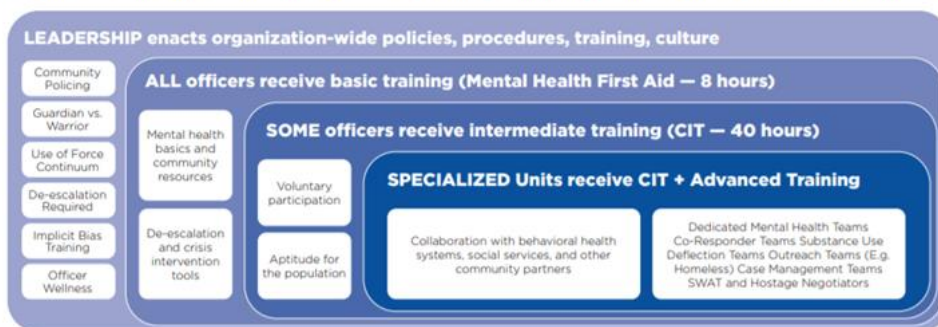 LEADERSHIP enacts organization-wide policies, procedures, training, culture
Community
Policing
Guardian vs.
Warrior
Use of Force
Continuum
De-escalation
Required
Implicit Bias
Training
Officer
Wellness
ALL officers receive basic training (Mental Health First Aid — 8 hours)
Mental health
basics and
community
resources
De-escalation
and crisis
intervention
tools
SOME officers receive intermediate training (CIT — 40 hours)
Voluntary
participation
Aptitude for
the population
SPECIALIZED Units receive CIT + Advanced Training
Collaboration with behavioral health
systems, social services, and other
community partners
Dedicated Mental Health Teams
Co-Responder Teams Substance Use
Deflection Teams Outreach Teams (E.g.
Homeless) Case Management Teams
SWAT and Hostage Negotiators